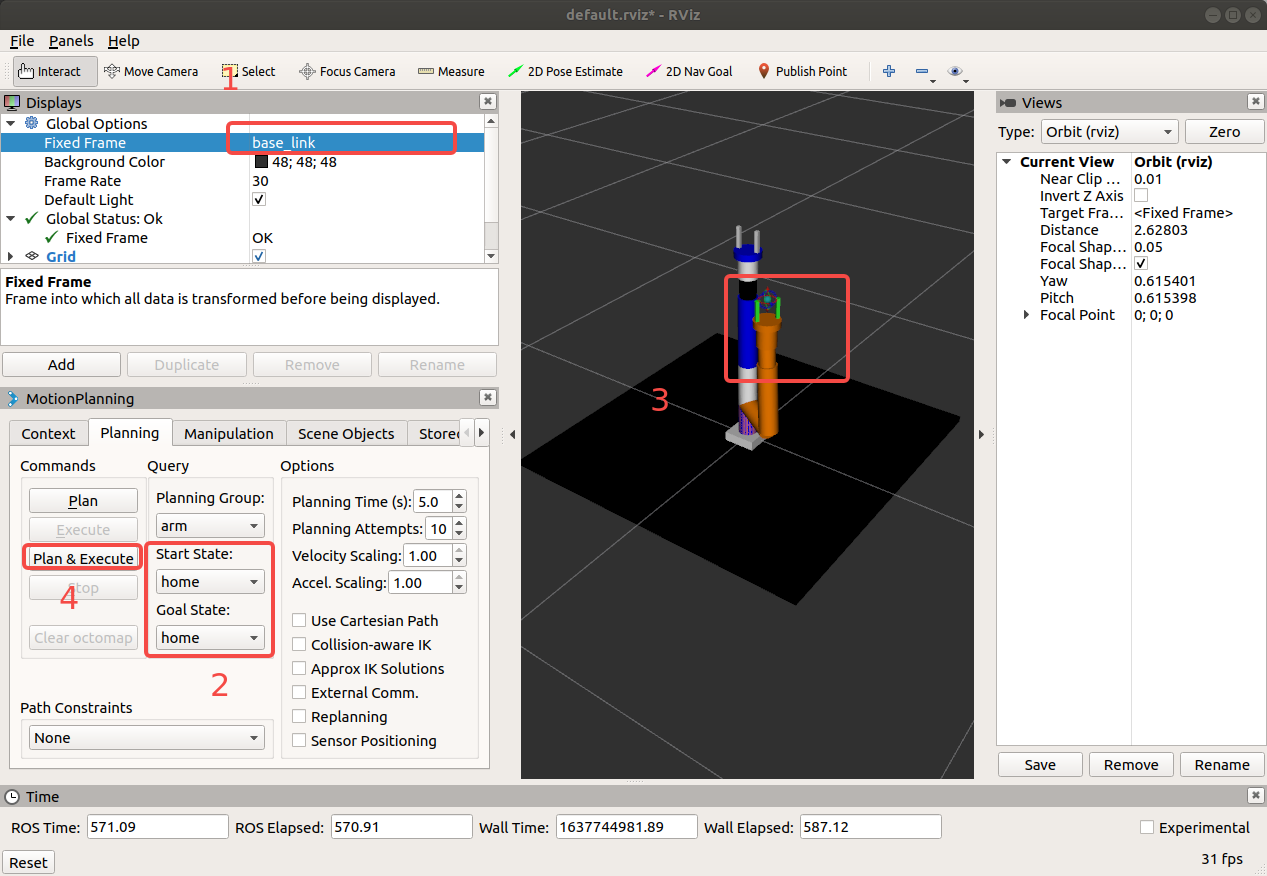 default.rviz* - RViz
File Panels Help
Interact Move Camera Select Focus Camera Measure 2D Pose Estimate 2D Nav Goal Publish Point
1
Displays
Global Options
Fixed Frame base_link
Background Color 48; 48; 48
Frame Rate 30
Default Light
Global Status: Ok
Fixed Frame OK
Grid
Fixed Frame
Frame into which all data is transformed before being displayed.
Add Duplicate Remove Rename
MotionPlanning
Context Planning Manipulation Scene Objects Store
Commands Query Options
Plan
Execute
Plan & Execute
Stop
4
Clear octomap
Planning Group:
arm
Start State:
home
Goal State:
home
2
Planning Time (s): 5.0
Planning Attempts: 10
Velocity Scaling: 1.00
Accel. Scaling: 1.00
Use Cartesian Path
Collision-aware IK
Approx IK Solutions
External Comm.
Replanning
Sensor Positioning
Path Constraints
None
3
Views
Type: Orbit (rviz) Zero
Current View Orbit (rviz)
Near Clip ... 0.01
Invert Z Axis
Target Fra... <Fixed Frame>
Distance 2.62803
Focal Shap... 0.05
Focal Shap...
Yaw 0.615401
Pitch 0.615398
Focal Point 0; 0; 0
Save Remove Rename
Time
ROS Time: 571.09 ROS Elapsed: 570.91 Wall Time: 1637744981.89 Wall Elapsed: 587.12 Experimental
Reset 31 fps